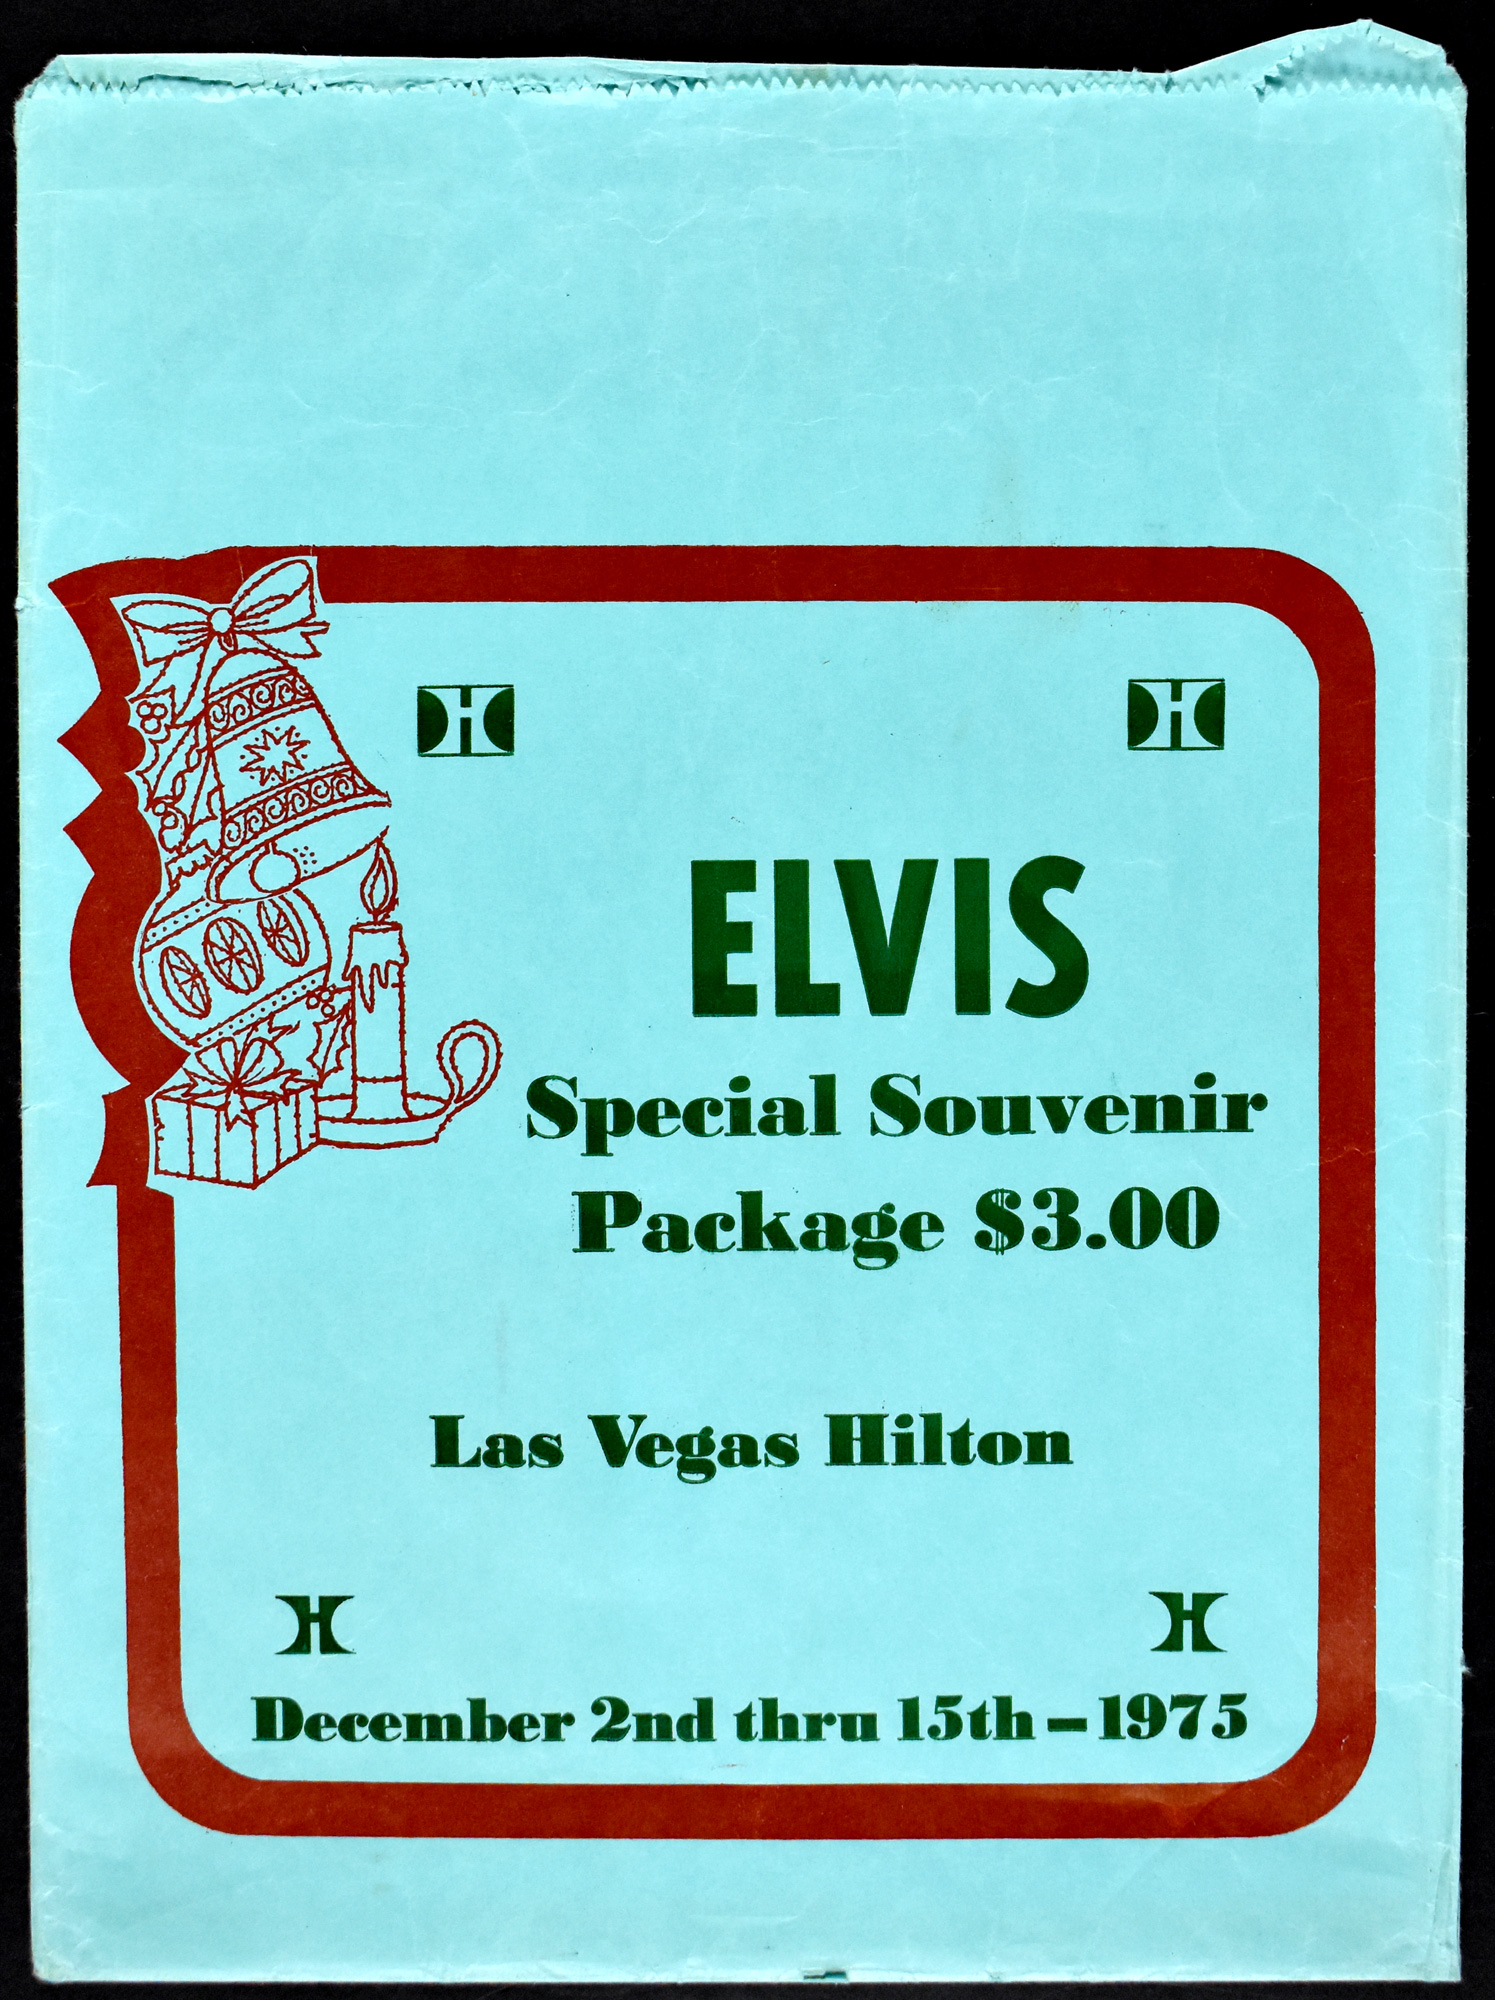 H H
ELVIS
Special Souvenir
Package $3.00
Las Vegas Hilton
H H
December 2nd thru 15th – 1975